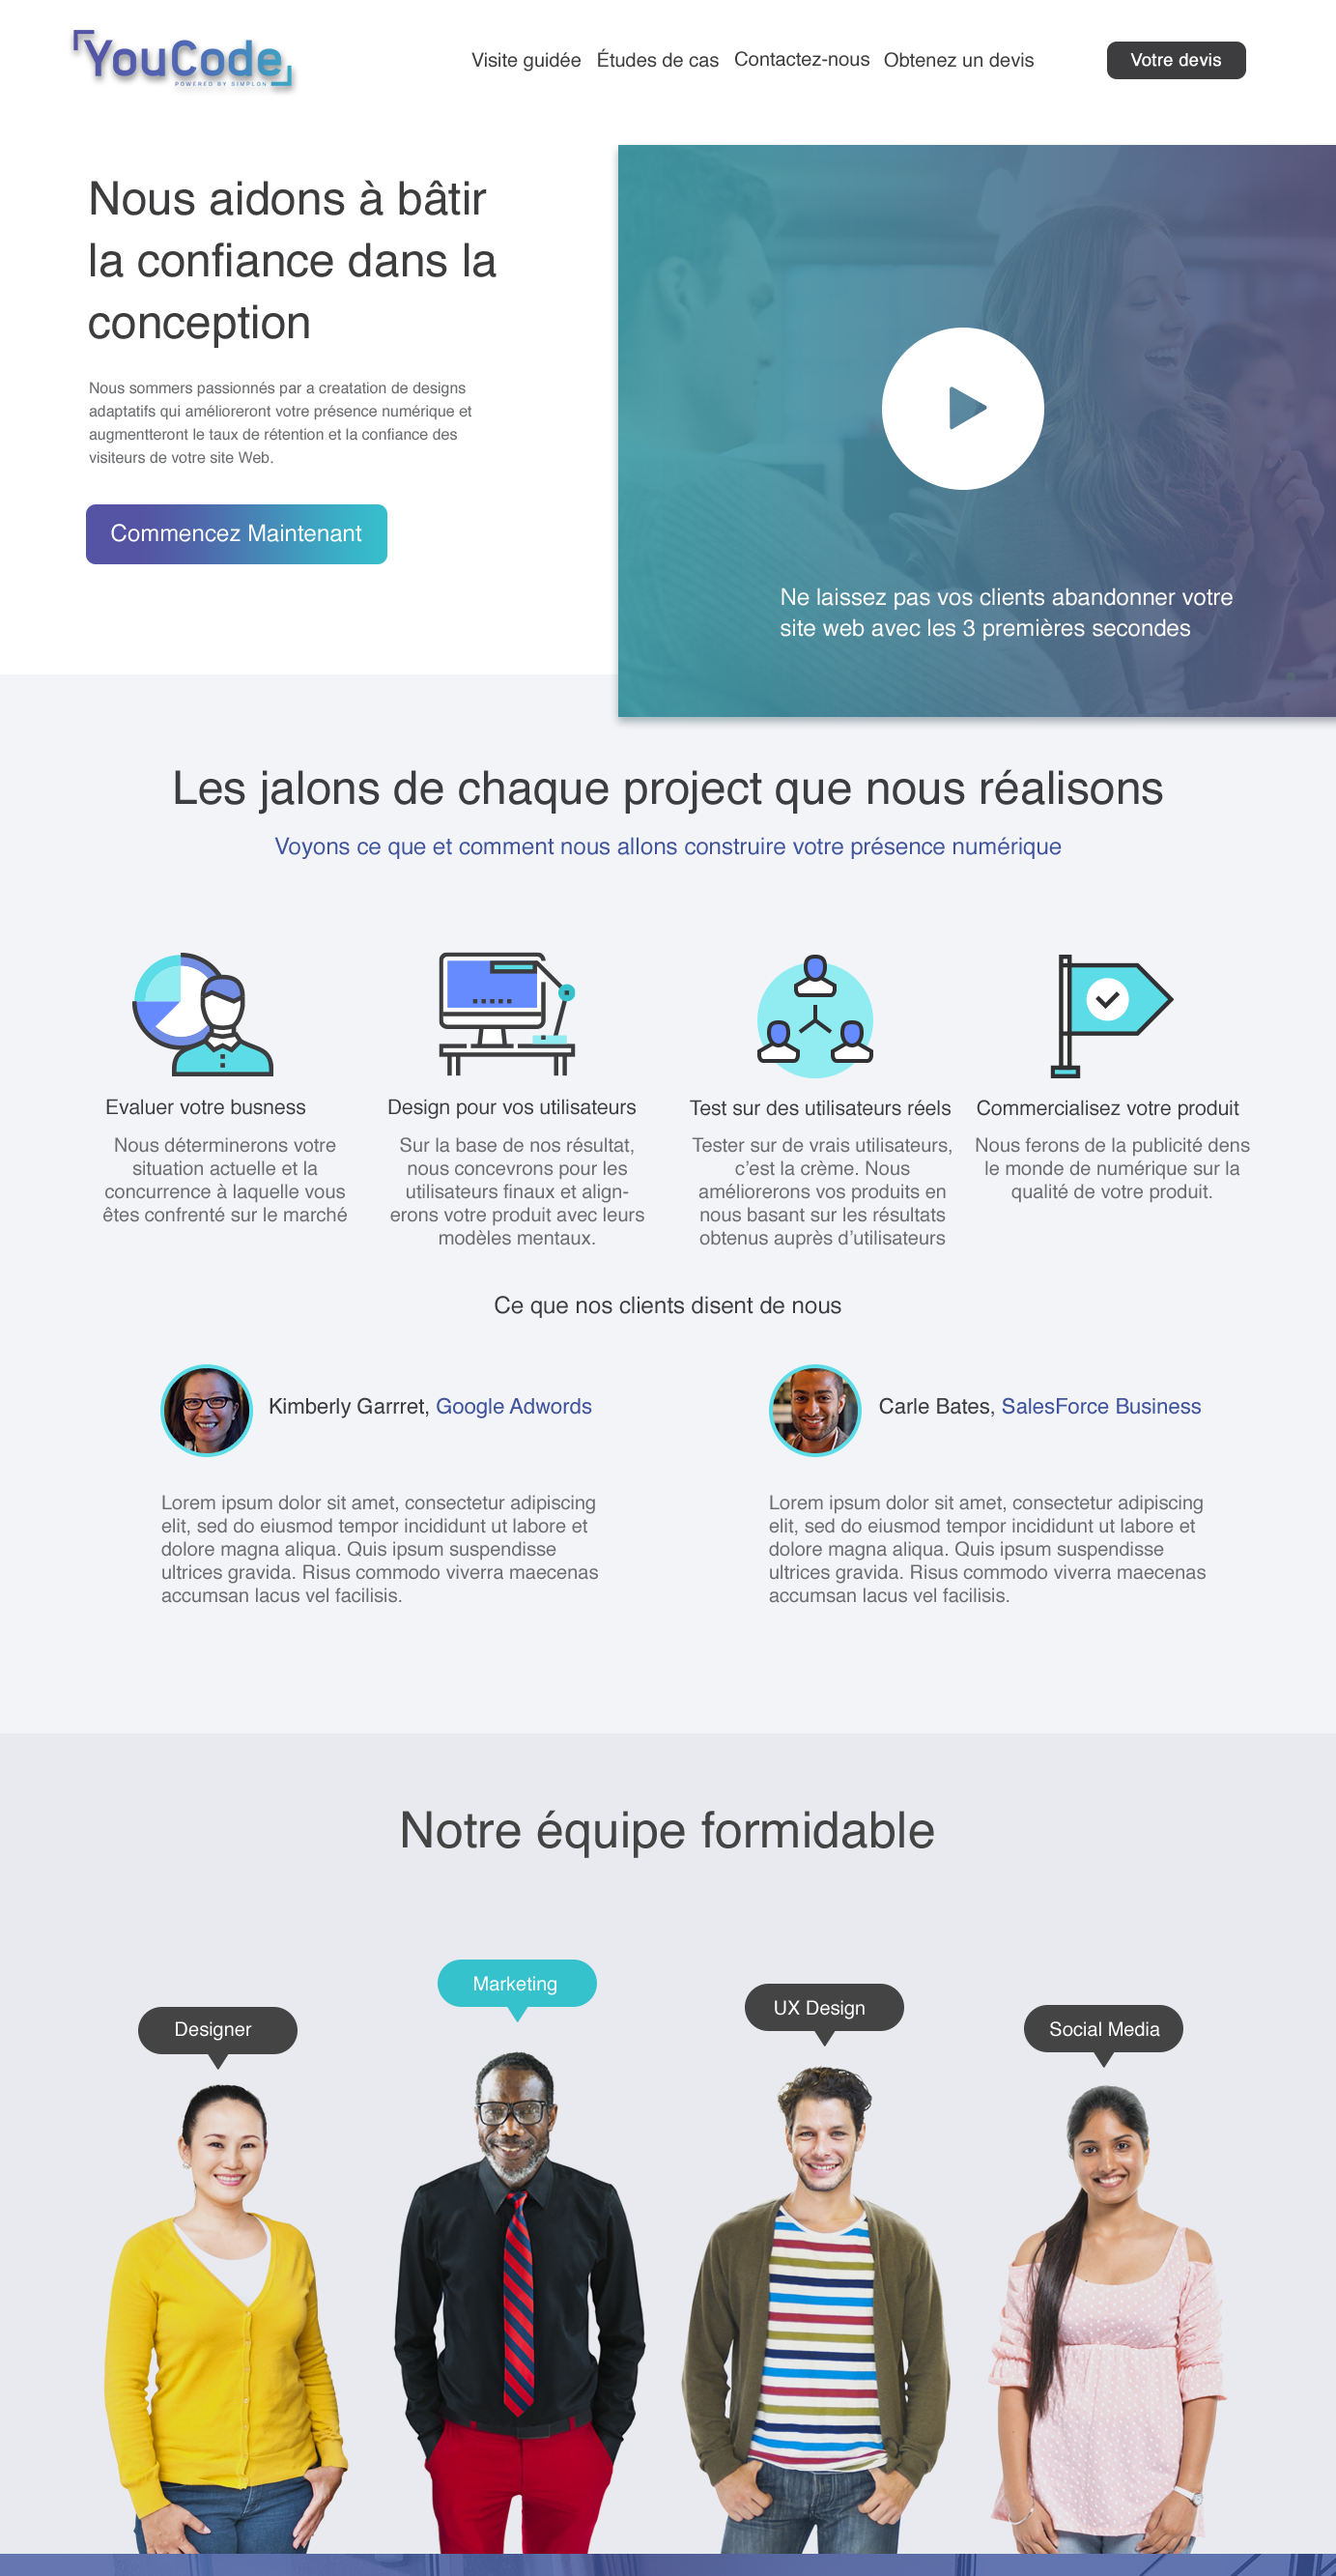 YouCode
POWERED BY SIMPLON
Visite guidée Études de cas Contactez-nous Obtenez un devis
Votre devis
Nous aidons à bâtir
la confiance dans la
conception
Nous sommers passionnés par a creatation de designs
adaptatifs qui amélioreront votre présence numérique et
augmentteront le taux de rétention et la confiance des
visiteurs de votre site Web.
Commencez Maintenant
Ne laissez pas vos clients abandonner votre
site web avec les 3 premières secondes
Les jalons de chaque project que nous réalisons
Voyons ce que et comment nous allons construire votre présence numérique
Evaluer votre busness
Nous déterminerons votre
situation actuelle et la
concurrence à laquelle vous
êtes confrenté sur le marché
Design pour vos utilisateurs
Sur la base de nos résultat,
nous concevrons pour les
utilisateurs finaux et align-
erons votre produit avec leurs
modèles mentaux.
Test sur des utilisateurs réels
Tester sur de vrais utilisateurs,
c’est la crème. Nous
améliorerons vos produits en
nous basant sur les résultats
obtenus auprès d’utilisateurs
Commercialisez votre produit
Nous ferons de la publicité dens
le monde de numérique sur la
qualité de votre produit.
Ce que nos clients disent de nous
Kimberly Garrret, Google Adwords
Lorem ipsum dolor sit amet, consectetur adipiscing
elit, sed do eiusmod tempor incididunt ut labore et
dolore magna aliqua. Quis ipsum suspendisse
ultrices gravida. Risus commodo viverra maecenas
accumsan lacus vel facilisis.
Carle Bates, SalesForce Business
Lorem ipsum dolor sit amet, consectetur adipiscing
elit, sed do eiusmod tempor incididunt ut labore et
dolore magna aliqua. Quis ipsum suspendisse
ultrices gravida. Risus commodo viverra maecenas
accumsan lacus vel facilisis.
Notre équipe formidable
Designer
Marketing
UX Design
Social Media